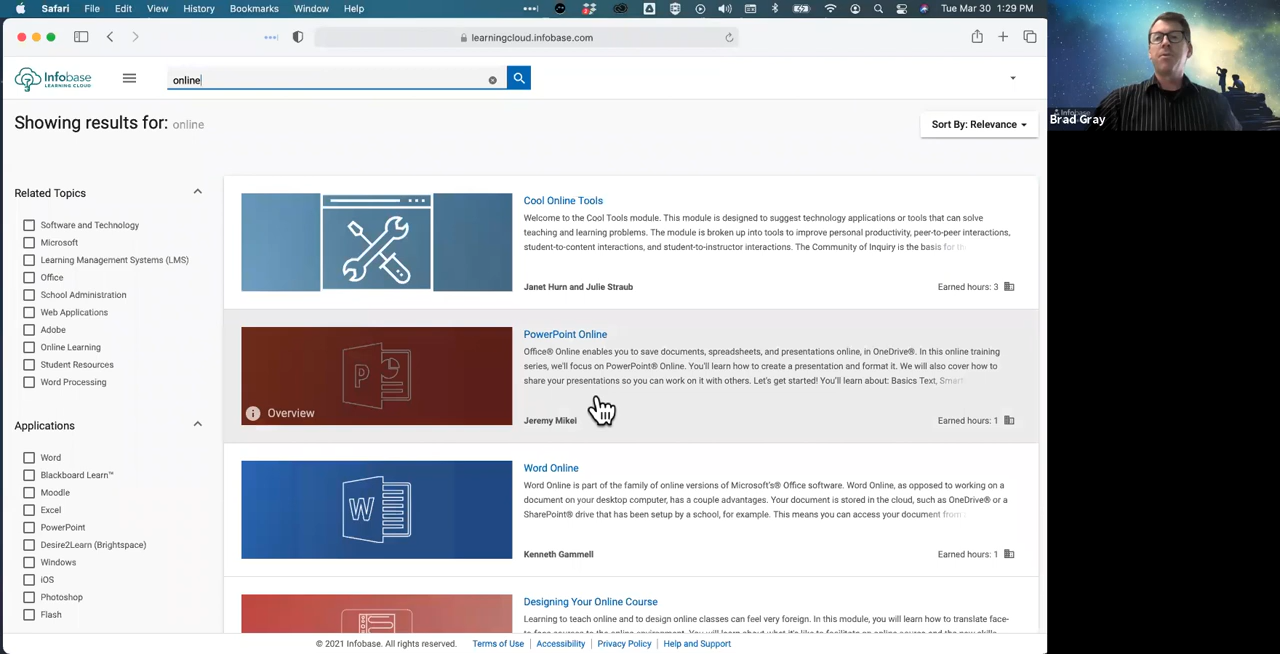 Safari File Edit View History Bookmarks Window Help Tue Mar 30 1:29 PM
learningcloud.infobase.com
Infobase
LEARNING CLOUD
online
Showing results for: online
Sort By: Relevance
Brad Gray
Related Topics
Software and Technology
Microsoft
Learning Management Systems (LMS)
Office
School Administration
Web Applications
Adobe
Online Learning
Student Resources
Word Processing
Applications
Word
Blackboard Learn™
Moodle
Excel
PowerPoint
Desire2Learn (Brightspace)
Windows
iOS
Photoshop
Flash
Cool Online Tools
Welcome to the Cool Tools module. This module is designed to suggest technology applications or tools that can solve
teaching and learning problems. The module is broken up into tools to improve personal productivity, peer-to-peer interactions,
student-to-content interactions, and student-to-instructor interactions. The Community of Inquiry is the basis for
Janet Hurn and Julie Straub Earned hours: 3
P
Overview
PowerPoint Online
Office® Online enables you to save documents, spreadsheets, and presentations online, in OneDrive®. In this online training
series, we'll focus on PowerPoint® Online. You'll learn how to create a presentation and format it. We will also cover how to
share your presentations so you can work on it with others. Let's get started! You'll learn about: Basics Text, Smart
Jeremy Mikei Earned hours: 1
W
Word Online
Word Online is part of the family of online versions of Microsoft's® Office software. Word Online, as opposed to working on a
document on your desktop computer, has a couple advantages. Your document is stored in the cloud, such as OneDrive® or a
SharePoint® drive that has been setup by a school, for example. This means you can access your document from
Kenneth Gammell Earned hours: 1
Designing Your Online Course
Learning to teach online and to design online classes can feel very foreign. In this module, you will learn how to translate face-
© 2021 Infobase. All rights reserved. Terms of Use Accessibility Privacy Policy Help and Support